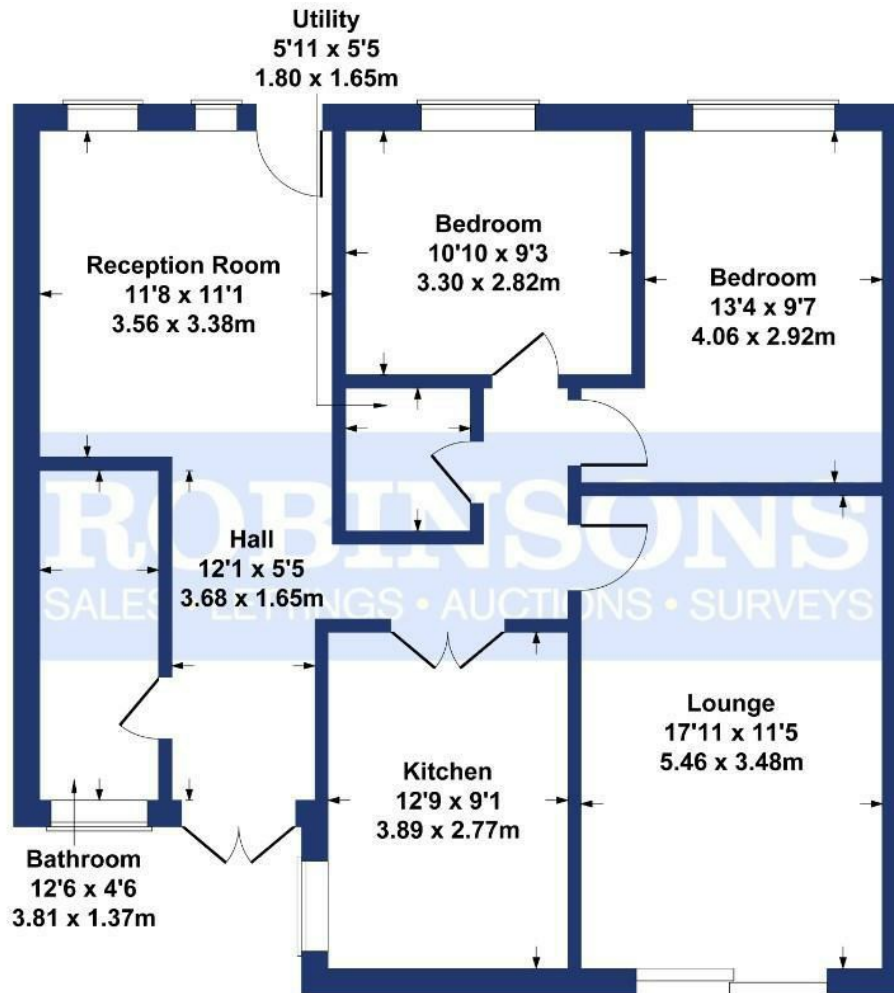 Utility
5'11 x 5'5
1.80 x 1.65m
Reception Room
11'8 x 11'1
3.56 x 3.38m
Bedroom
10'10 x 9'3
3.30 x 2.82m
Bedroom
13'4 x 9'7
4.06 x 2.92m
ROBINSONS
SALES • LETTINGS • AUCTIONS • SURVEYS
Hall
12'1 x 5'5
3.68 x 1.65m
Lounge
17'11 x 11'5
5.46 x 3.48m
Kitchen
12'9 x 9'1
3.89 x 2.77m
Bathroom
12'6 x 4'6
3.81 x 1.37m